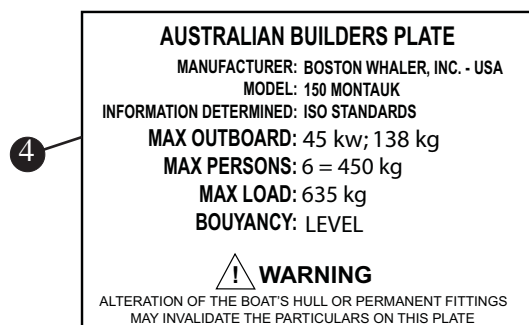 AUSTRALIAN BUILDERS PLATE
MANUFACTURER: BOSTON WHALER, INC. - USA
MODEL: 150 MONTAUK
INFORMATION DETERMINED: ISO STANDARDS
MAX OUTBOARD: 45 kw; 138 kg
4
MAX PERSONS: 6 = 450 kg
MAX LOAD: 635 kg
BOUYANCY: LEVEL
! WARNING
ALTERATION OF THE BOAT'S HULL OR PERMANENT FITTINGS
MAY INVALIDATE THE PARTICULARS ON THIS PLATE